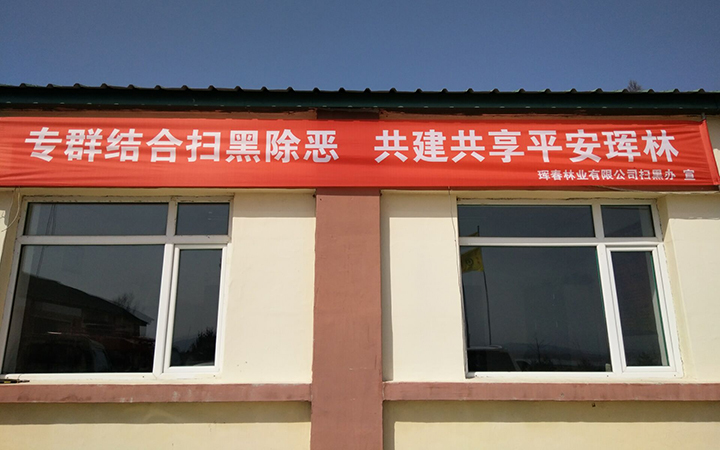 专群结合扫黑除恶 共建共享平安珲林
珲春林业有限公司扫黑办 宣